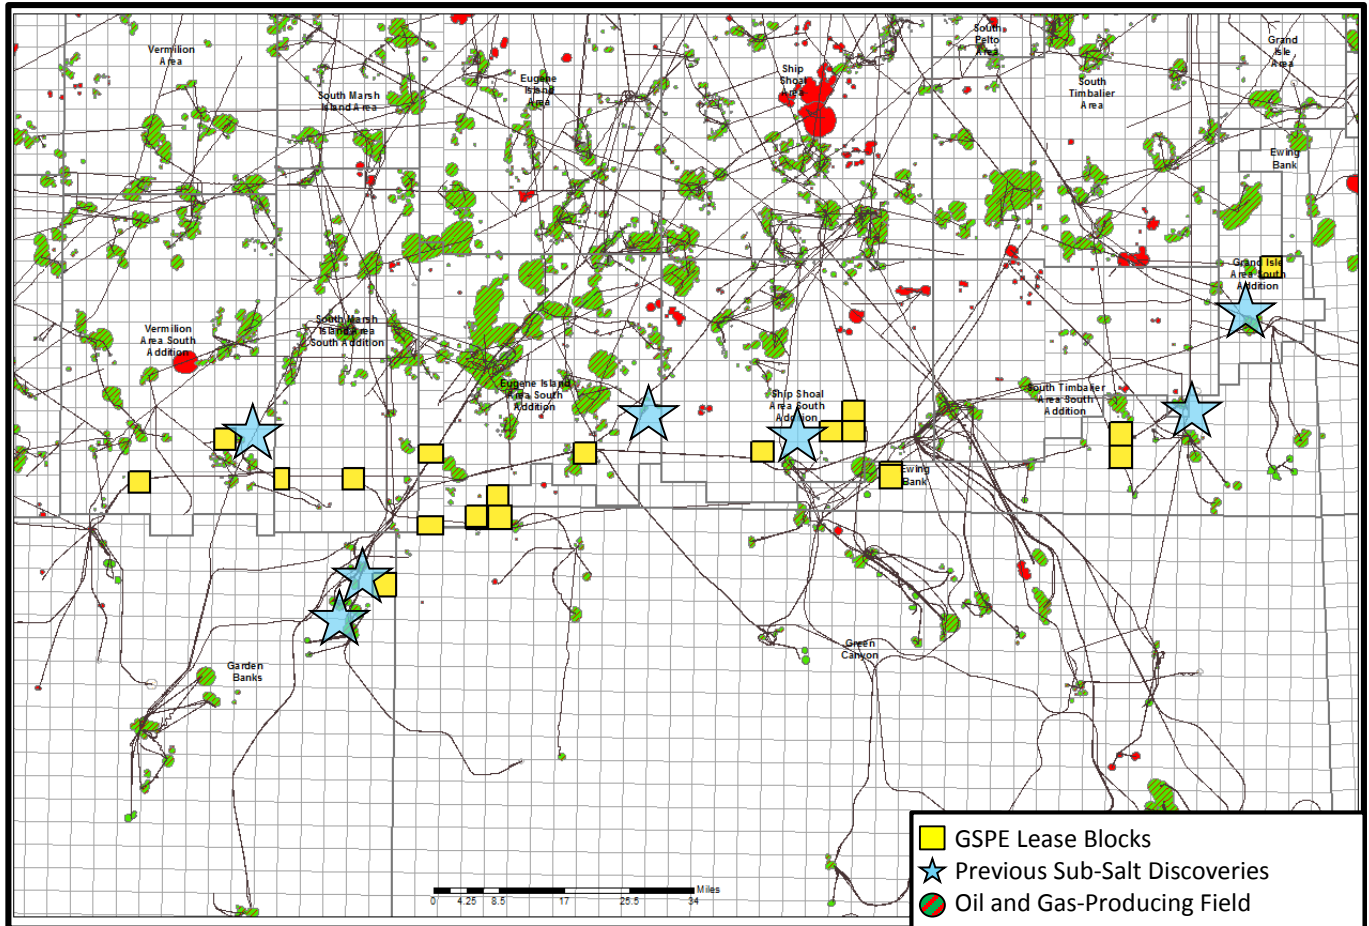 Vermilion
Area
South Marsh
Island Area
Eugene
Island
Area
Ship
Shoal
Area
South
Pelto
Area
South
Timbalier
Area
Grand
Isle
Area
Ewing
Bank
Grand Isle
Area South
Addition
Vermilion
Area South
Addition
South Marsh
Island Area
South Addition
Eugene Island
Area South
Addition
Ship Shoal
Area South
Addition
South Timbalier
Area South
Addition
Ewing
Bank
Garden
Banks
Green
Canyon
Miles
0 4.25 8.5 17 25.5 34
GSPE Lease Blocks
Previous Sub-Salt Discoveries
Oil and Gas-Producing Field